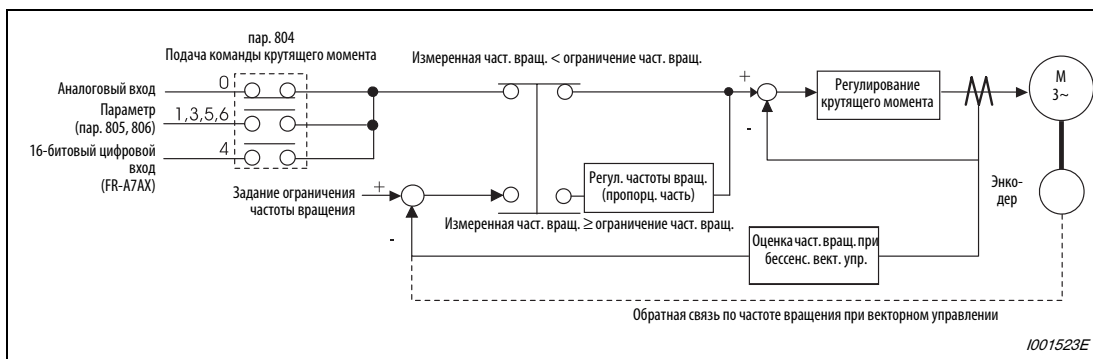 пар. 804
Подача команды крутящего момента
Аналоговый вход
0
Параметр
(пар. 805, 806)
1,3,5,6
16-битовый цифровой
вход
(FR-A7AX)
4
Измеренная част. вращ. < ограничение част. вращ.
Задание ограничения
частоты вращения
+
-
Регул. частоты вращ.
(пропорц. часть)
Измеренная част. вращ. ≥ ограничение част. вращ.
+
-
Регулирование
крутящего момента
M
3~
Энко-
дер
Оценка част. вращ. при
бессенс. вект. упр.
Обратная связь по частоте вращения при векторном управлении
I001523E